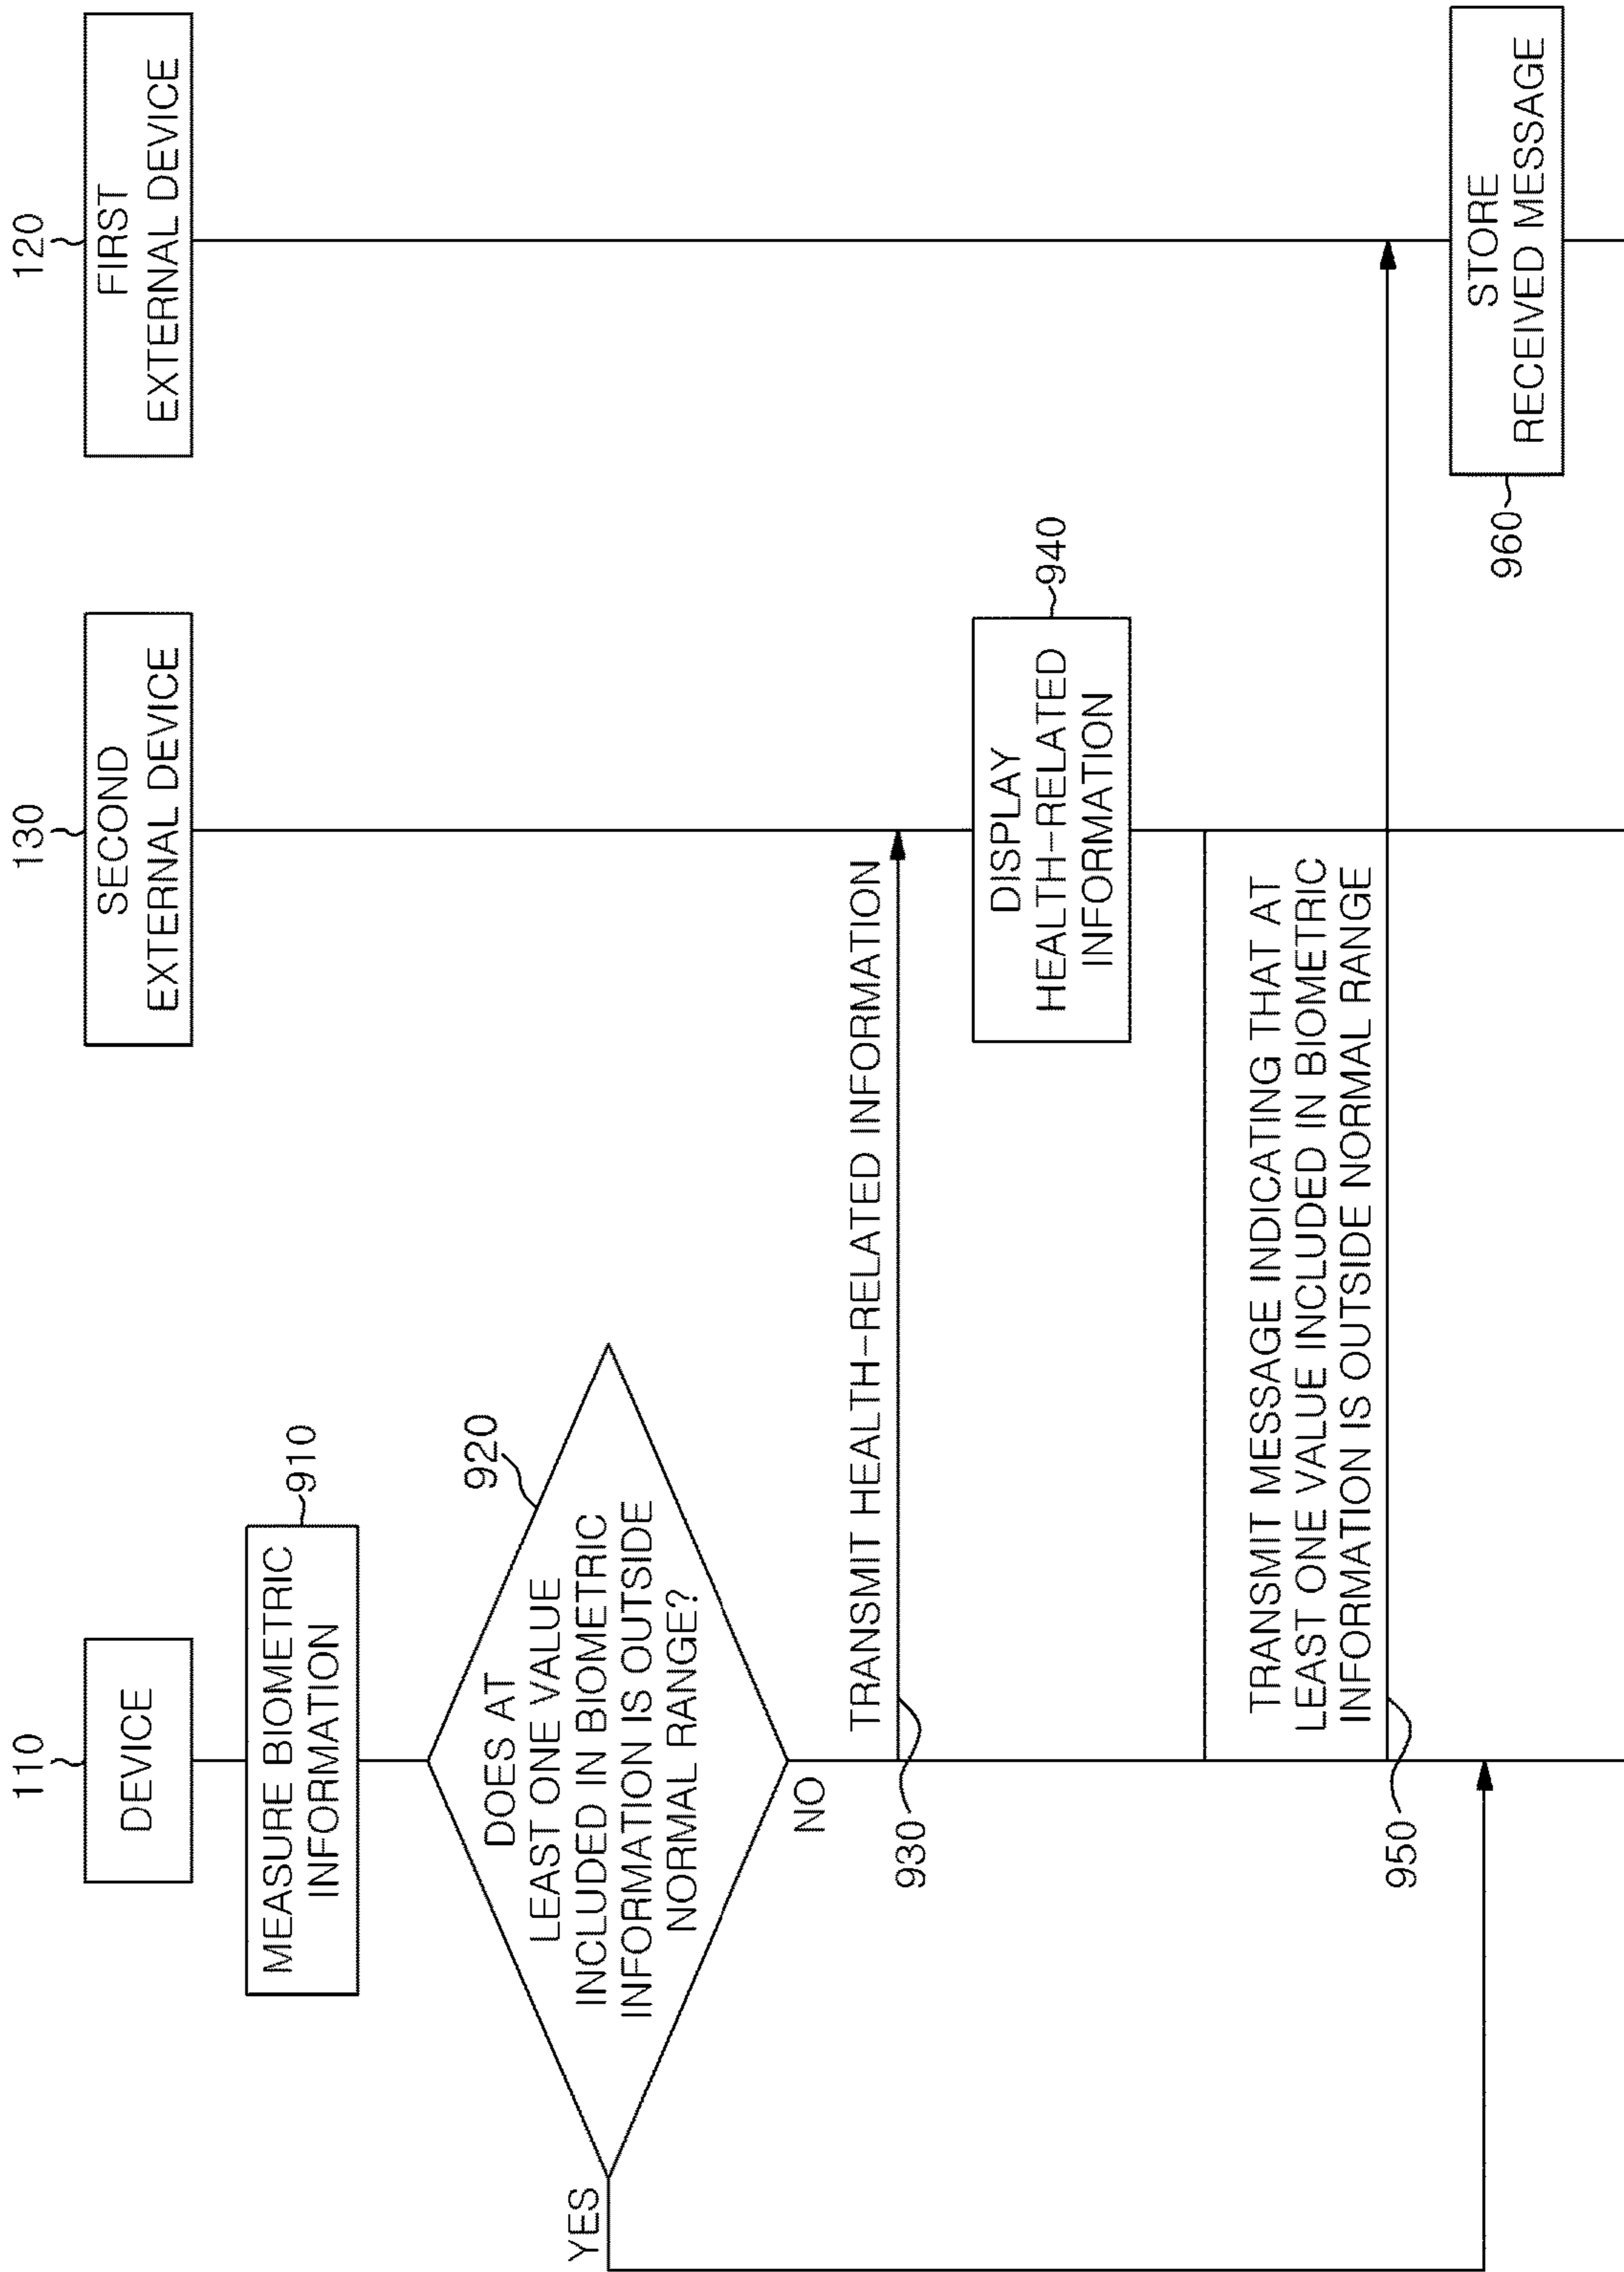 110
DEVICE
130
SECOND
EXTERNAL DEVICE
120
FIRST
EXTERNAL DEVICE
MEASURE BIOMETRIC
INFORMATION
910
920
DOES AT
LEAST ONE VALUE
INCLUDED IN BIOMETRIC
INFORMATION IS OUTSIDE
NORMAL RANGE?
YES
NO
TRANSMIT HEALTH-RELATED INFORMATION
930
DISPLAY
HEALTH-RELATED
INFORMATION
940
TRANSMIT MESSAGE INDICATING THAT AT
LEAST ONE VALUE INCLUDED IN BIOMETRIC
INFORMATION IS OUTSIDE NORMAL RANGE
950
STORE
RECEIVED MESSAGE
960